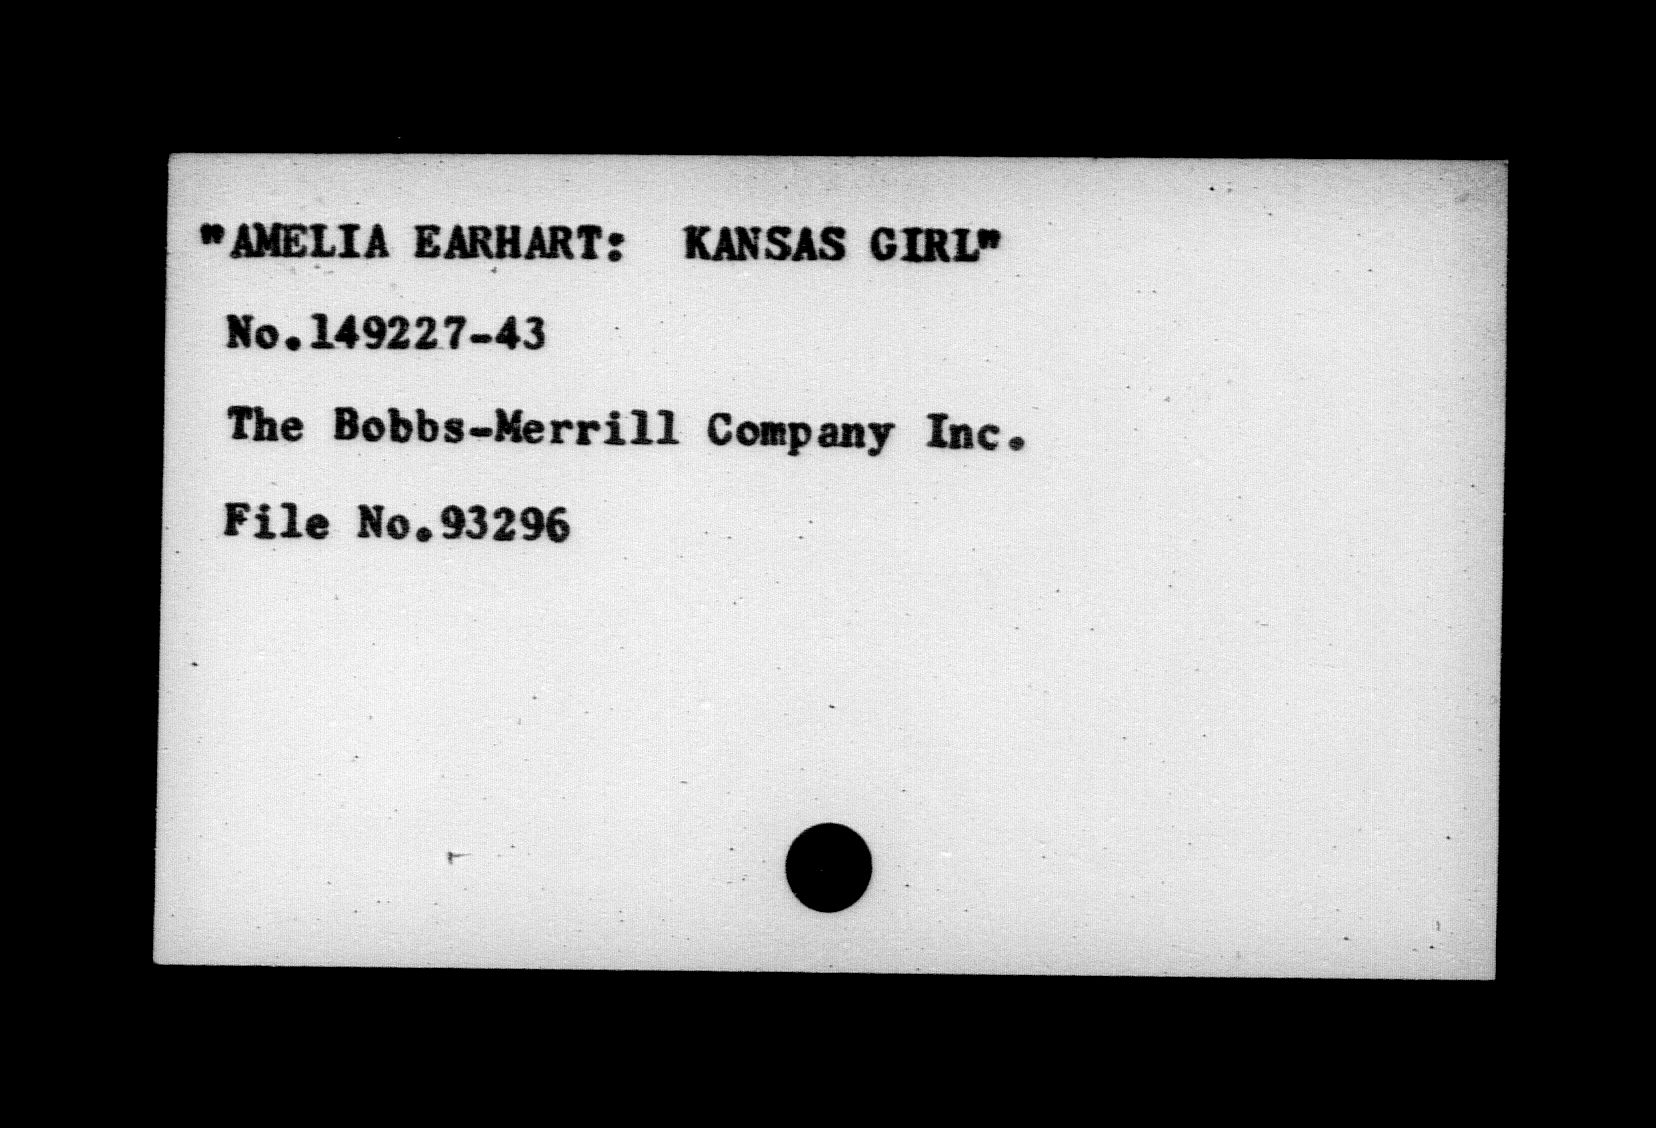 "AMELIA EARHART:  KANSAS GIRL"
No.149227-43
The Bobbs-Merrill Company Inc.
File No.93296